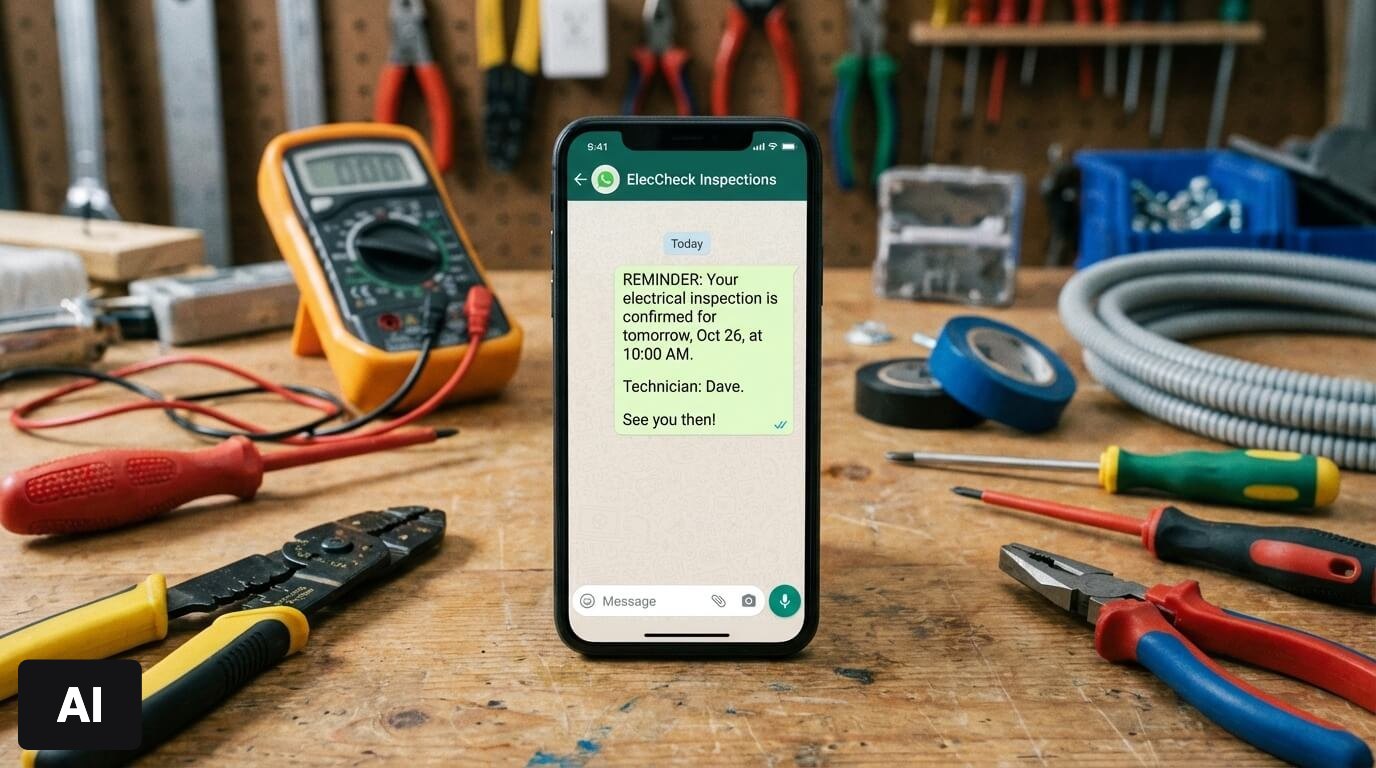 9:41
ElecCheck Inspections
Today
REMINDER: Your
electrical inspection is
confirmed for
tomorrow, Oct 26, at
10:00 AM.
Technician: Dave.
See you then!
Message
AI